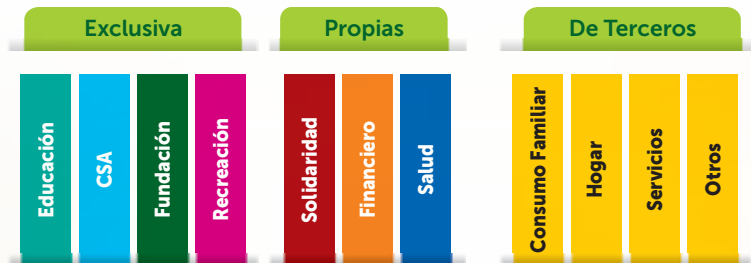 Exclusiva
Propias
De Terceros
Educación
CSA
Fundación
Recreación
Solidaridad
Financiero
Salud
Consumo Familiar
Hogar
Servicios
Otros